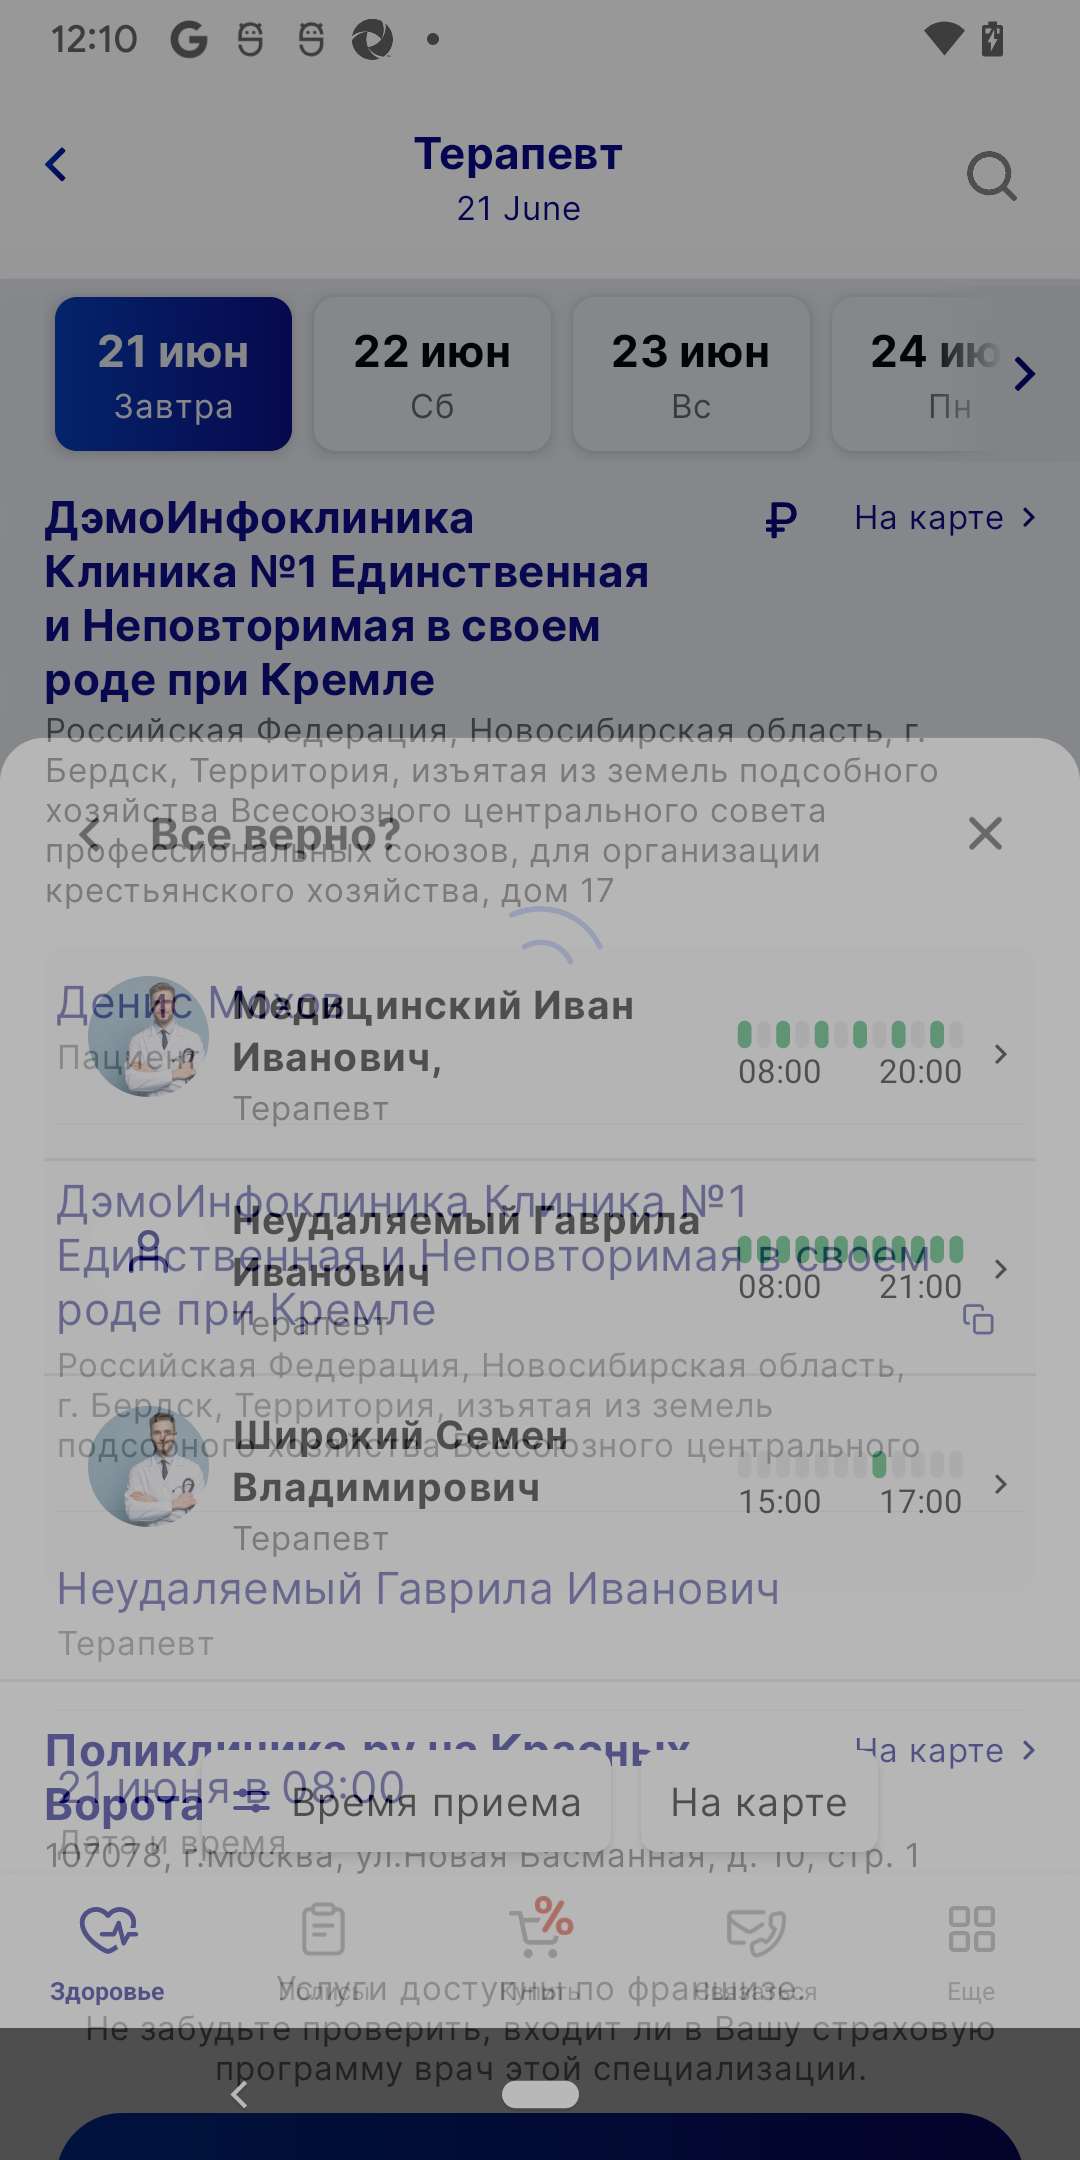 12:10
Терапевт
21 June
21 июн
Завтра
22 июн
Сб
23 июн
Вс
24 ию
Пн
ДэмоИнфоклиника
Клиника №1 Единственная
и Неповторимая в своем
роде при Кремле
₽
На карте
Российская Федерация, Новосибирская область, г.
Бердск, Территория, изъятая из земель подсобного
хозяйства Всесоюзного центрального совета
профессиональных союзов, для организации
крестьянского хозяйства, дом 17
Все верно?
Денис Мохов
Пациент
Медицинский Иван
Иванович,
Терапевт
08:00 20:00
ДэмоИнфоклиника Клиника №1
Единственная и Неповторимая в своем
роде при Кремле
Неудаляемый Гаврила
Иванович
Терапевт
08:00 21:00
Российская Федерация, Новосибирская область,
г. Бердск, Территория, изъятая из земель
подсобного хозяйства Всесоюзного центрального
Широкий Семен
Владимирович
Терапевт
15:00 17:00
Неудаляемый Гаврила Иванович
Терапевт
Поликлиника.ру на Красных
Ворота
На карте
21 июня в 08:00
Дата и время
Время приема
На карте
107078, г.Москва, ул.Новая Басманная, д. 10, стр. 1
%
Здоровье
Полисы
Купить
Связаться
Еще
Услуги доступны по франшизе.
Не забудьте проверить, входит ли в Вашу страховую
программу врач этой специализации.